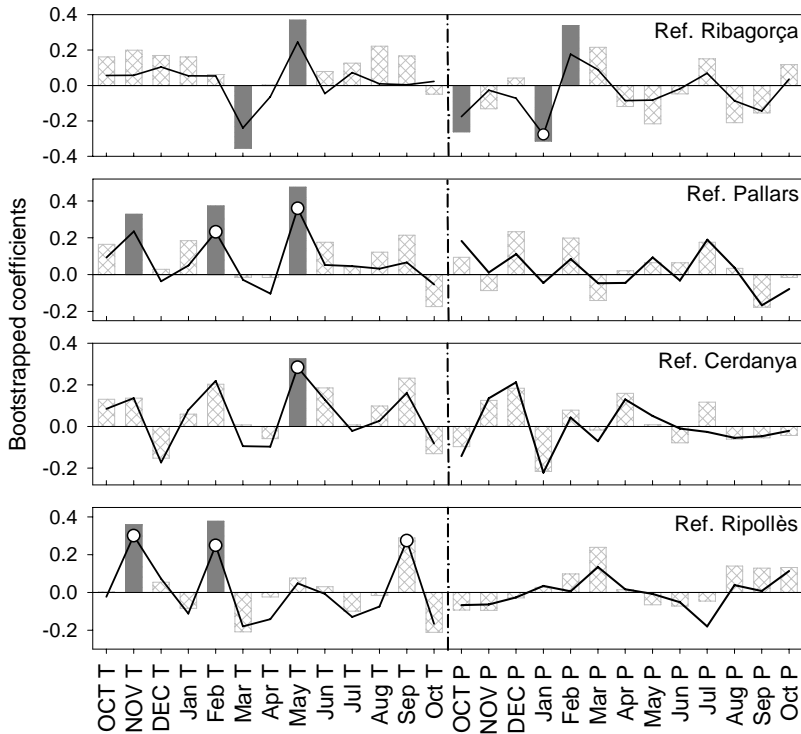 Bootstrapped coefficients
0.4
0.2
0.0
-0.2
-0.4
Ref. Ribagorça
0.4
0.2
0.0
-0.2
Ref. Pallars
0.4
0.2
0.0
-0.2
Ref. Cerdanya
0.4
0.2
0.0
-0.2
Ref. Ripollès
OCT T
NOV T
DEC T
Jan T
Feb T
Mar T
Apr T
May T
Jun T
Jul T
Aug T
Sep T
Oct T
OCT P
NOV P
DEC P
Jan P
Feb P
Mar P
Apr P
May P
Jun P
Jul P
Aug P
Sep P
Oct P